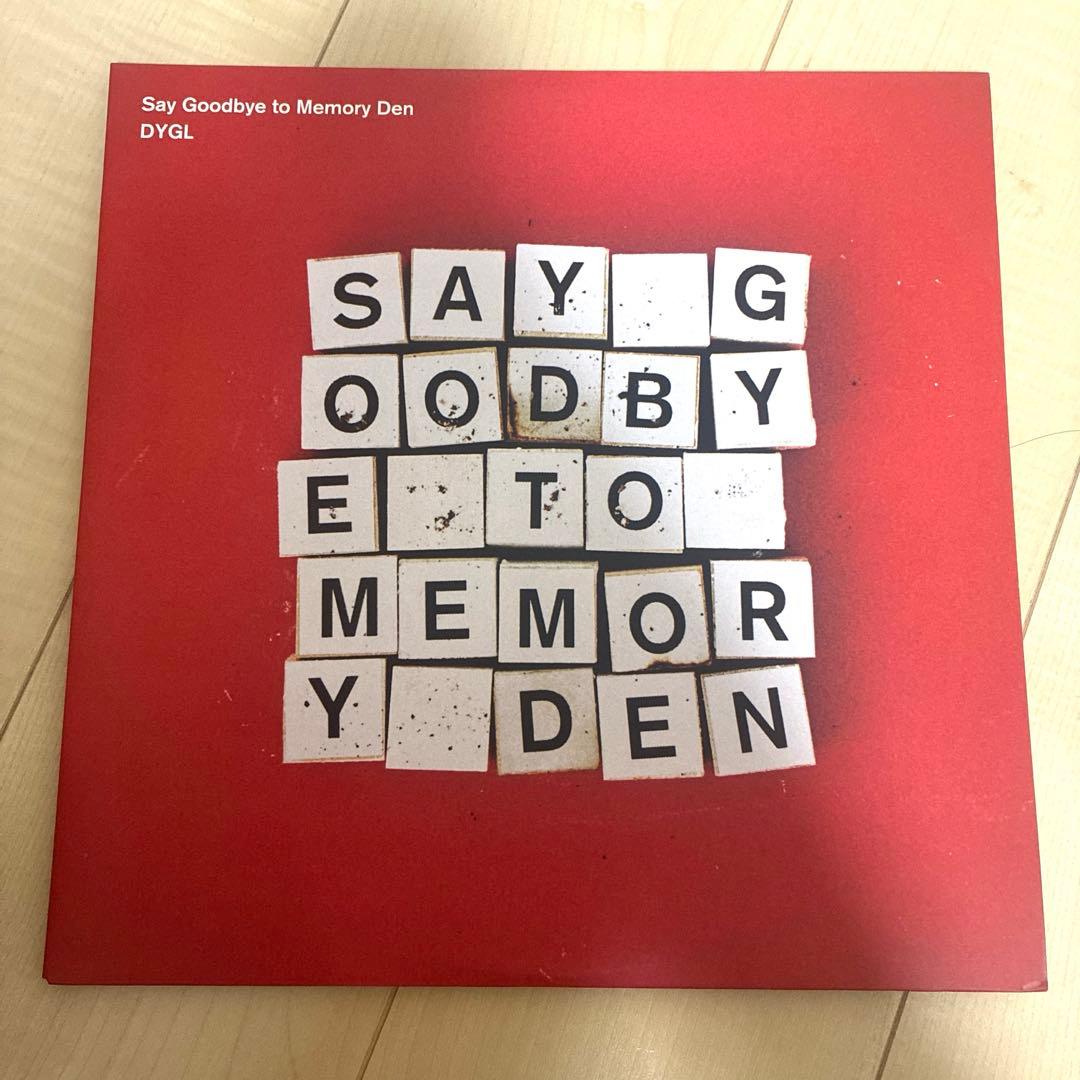 Say Goodbye to Memory Den
DYGL
SAY G
OODBY
E TO
MEMOR
Y DEN